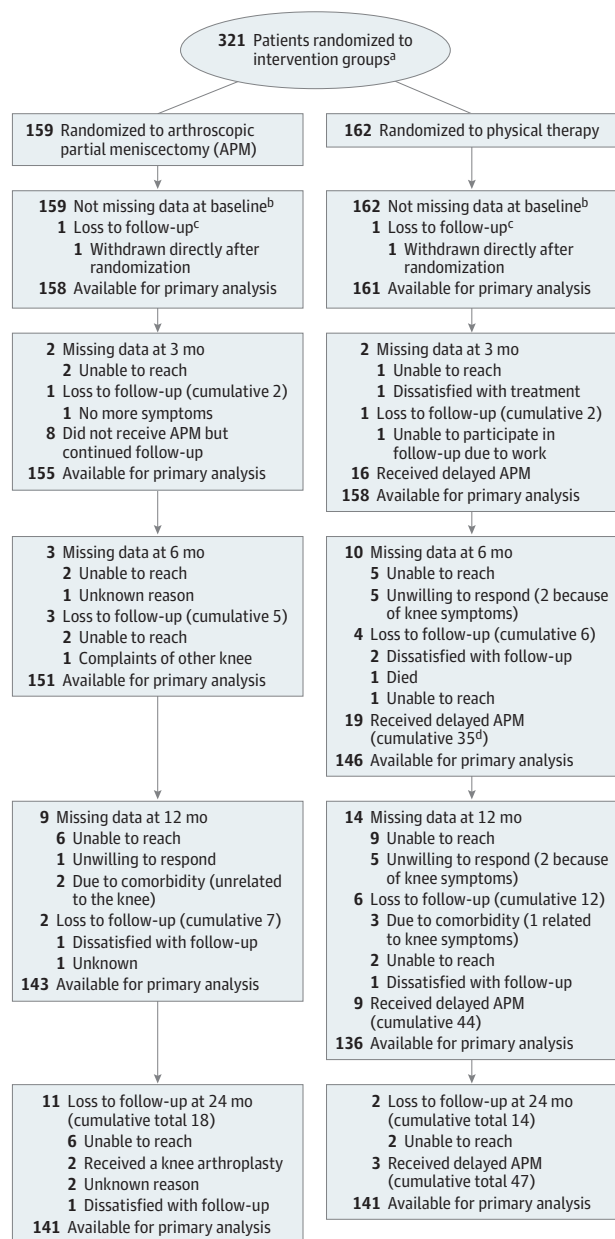 321 Patients randomized to
intervention groupsa
159 Randomized to arthroscopic
partial meniscectomy (APM)
159 Not missing data at baselineb
1 Loss to follow-upc
1 Withdrawn directly after
randomization
158 Available for primary analysis
2 Missing data at 3 mo
2 Unable to reach
1 Loss to follow-up (cumulative 2)
1 No more symptoms
8 Did not receive APM but
continued follow-up
155 Available for primary analysis
3 Missing data at 6 mo
2 Unable to reach
1 Unknown reason
3 Loss to follow-up (cumulative 5)
2 Unable to reach
1 Complaints of other knee
151 Available for primary analysis
9 Missing data at 12 mo
6 Unable to reach
1 Unwilling to respond
2 Due to comorbidity (unrelated
to the knee)
2 Loss to follow-up (cumulative 7)
1 Dissatisfied with follow-up
1 Unknown
143 Available for primary analysis
11 Loss to follow-up at 24 mo
(cumulative total 18)
6 Unable to reach
2 Received a knee arthroplasty
2 Unknown reason
1 Dissatisfied with follow-up
141 Available for primary analysis
162 Randomized to physical therapy
162 Not missing data at baselineb
1 Loss to follow-upc
1 Withdrawn directly after
randomization
161 Available for primary analysis
2 Missing data at 3 mo
1 Unable to reach
1 Dissatisfied with treatment
1 Loss to follow-up (cumulative 2)
1 Unable to participate in
follow-up due to work
16 Received delayed APM
158 Available for primary analysis
10 Missing data at 6 mo
5 Unable to reach
5 Unwilling to respond (2 because
of knee symptoms)
4 Loss to follow-up (cumulative 6)
2 Dissatisfied with follow-up
1 Died
1 Unable to reach
19 Received delayed APM
(cumulative 35d)
146 Available for primary analysis
14 Missing data at 12 mo
9 Unable to reach
5 Unwilling to respond (2 because
of knee symptoms)
6 Loss to follow-up (cumulative 12)
3 Due to comorbidity (1 related
to knee symptoms)
2 Unable to reach
1 Dissatisfied with follow-up
9 Received delayed APM
(cumulative 44)
136 Available for primary analysis
2 Loss to follow-up at 24 mo
(cumulative total 14)
2 Unable to reach
3 Received delayed APM
(cumulative total 47)
141 Available for primary analysis